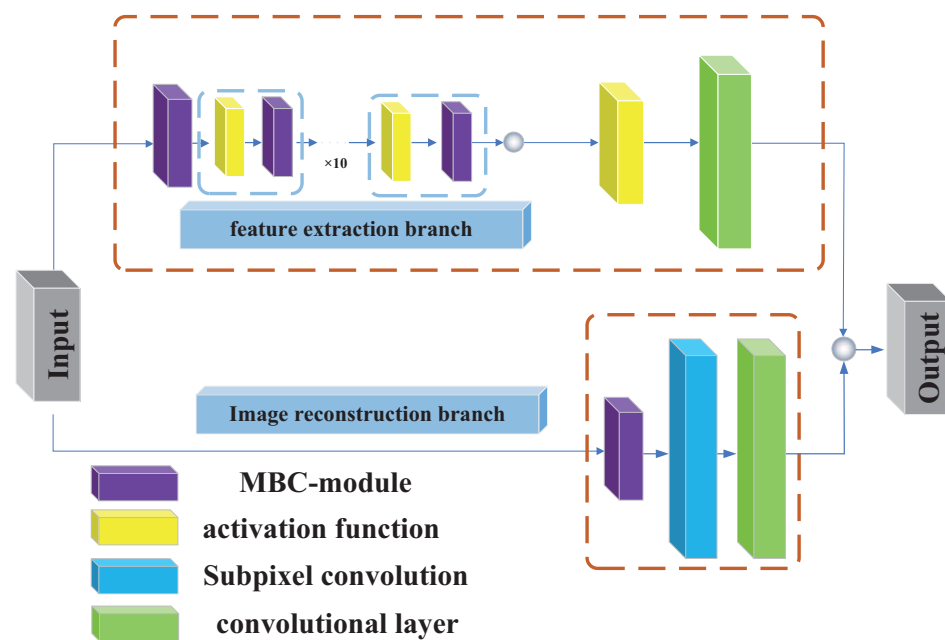 ×10
feature extraction branch
Input
Output
Image reconstruction branch
MBC-module
activation function
Subpixel convolution
convolutional layer